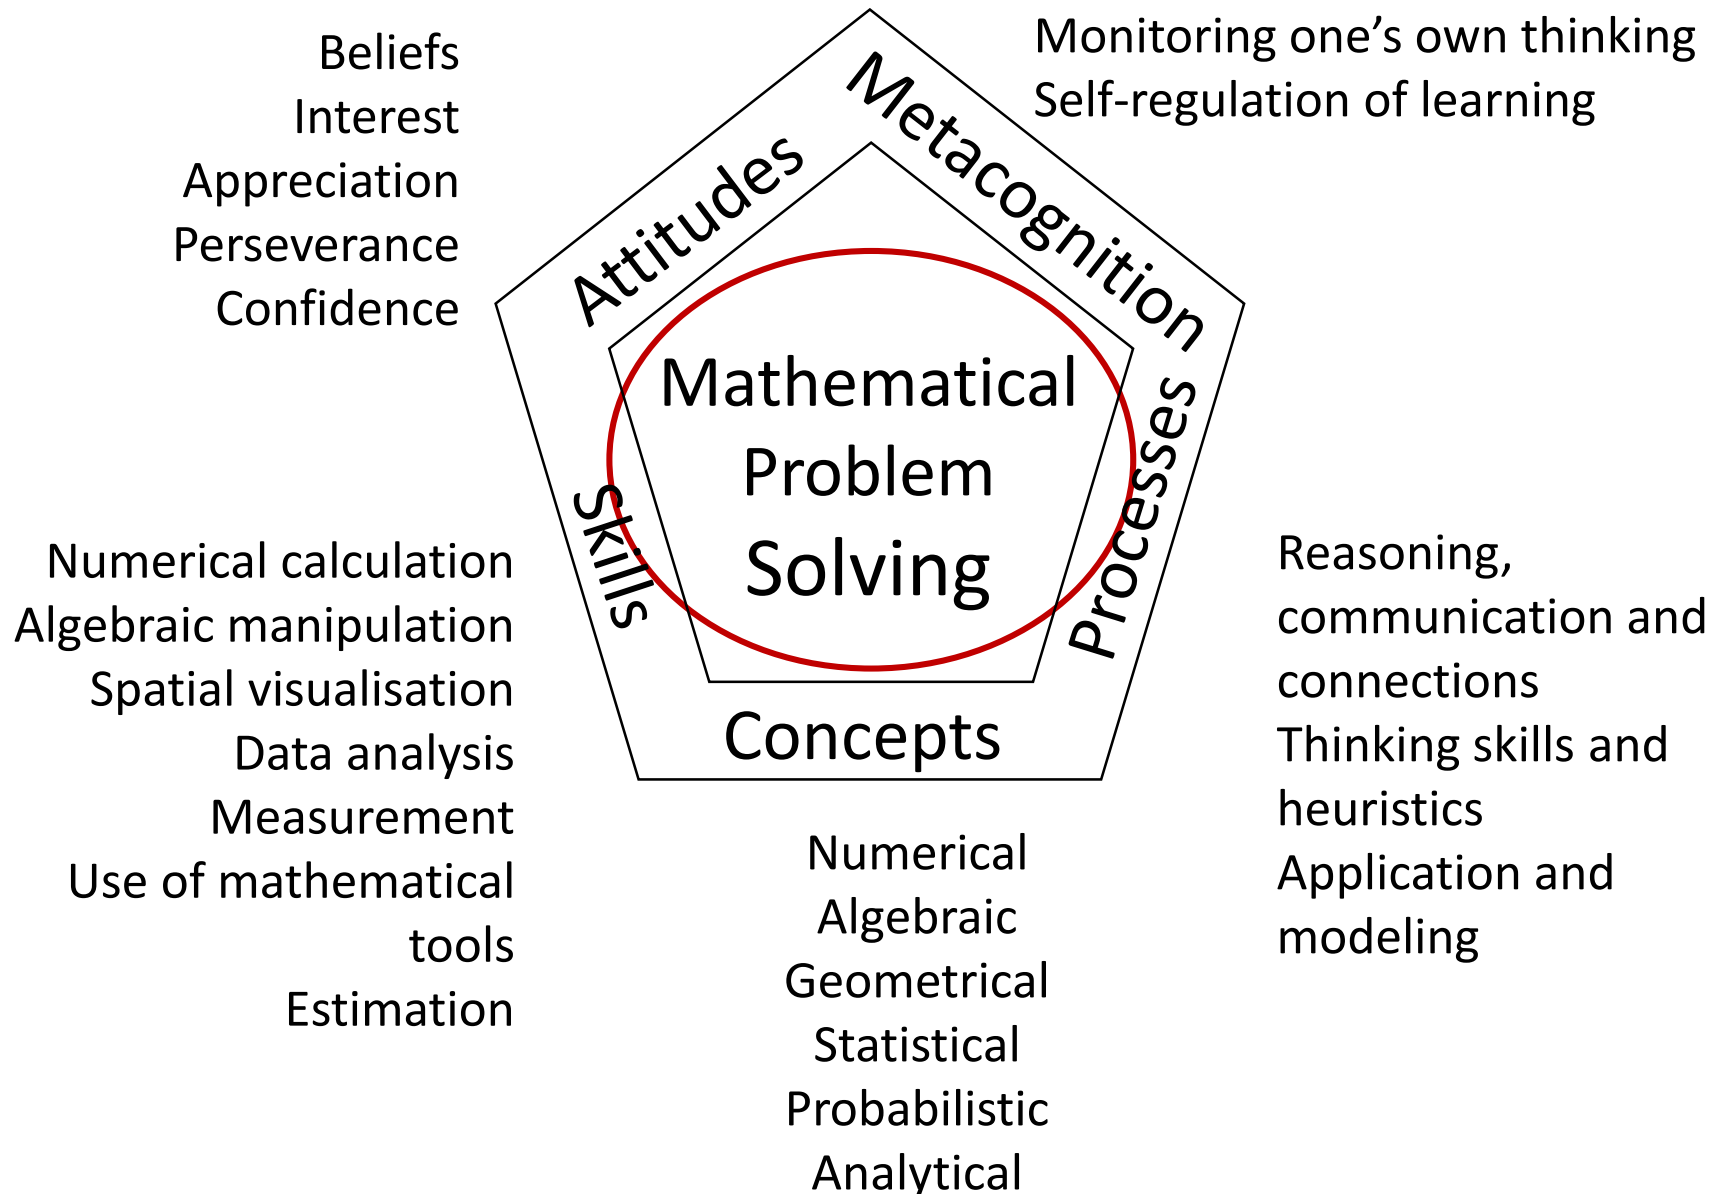 Beliefs
Interest
Appreciation
Perseverance
Confidence
Monitoring one’s own thinking
Self-regulation of learning
Attitudes
Metacognition
Mathematical
Problem
Solving
Skills
Processes
Concepts
Numerical calculation
Algebraic manipulation
Spatial visualisation
Data analysis
Measurement
Use of mathematical
tools
Estimation
Numerical
Algebraic
Geometrical
Statistical
Probabilistic
Analytical
Reasoning,
communication and
connections
Thinking skills and
heuristics
Application and
modeling